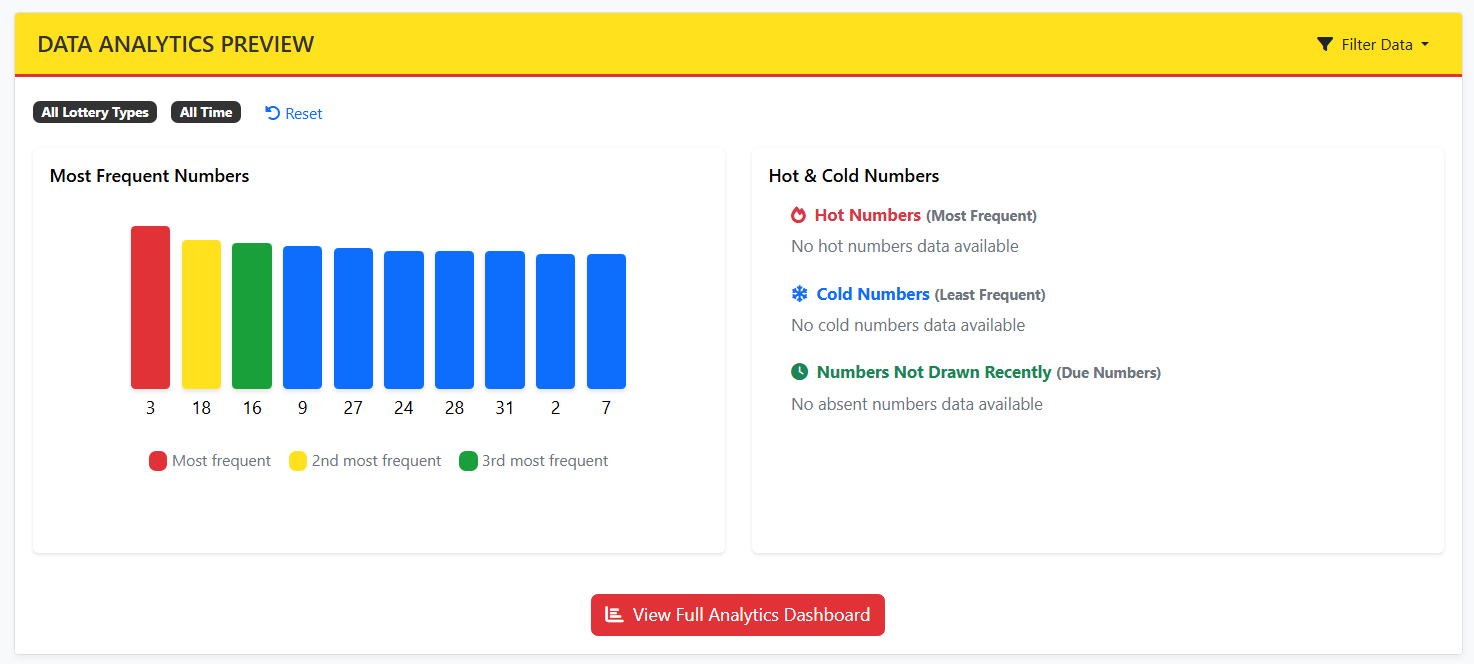 DATA ANALYTICS PREVIEW
Filter Data
All Lottery Types All Time Reset
Most Frequent Numbers
3 18 16 9 27 24 28 31 2 7
Most frequent 2nd most frequent 3rd most frequent
Hot & Cold Numbers
Hot Numbers (Most Frequent)
No hot numbers data available
Cold Numbers (Least Frequent)
No cold numbers data available
Numbers Not Drawn Recently (Due Numbers)
No absent numbers data available
View Full Analytics Dashboard